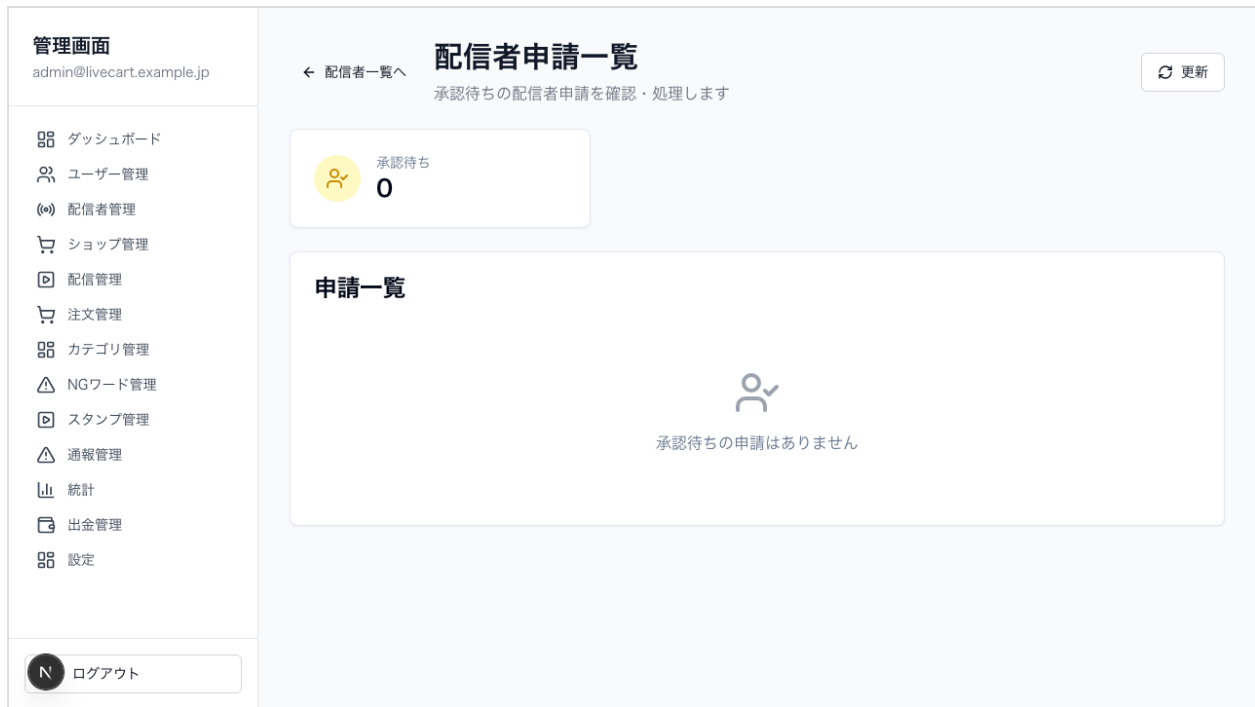 管理画面
admin@livecart.example.jp
ダッシュボード
ユーザー管理
配信者管理
ショップ管理
配信管理
注文管理
カテゴリ管理
NGワード管理
スタンプ管理
通報管理
統計
出金管理
設定
N
ログアウト
配信者一覧へ
配信者申請一覧
承認待ちの配信者申請を確認・処理します
更新
承認待ち
0
申請一覧
承認待ちの申請はありません